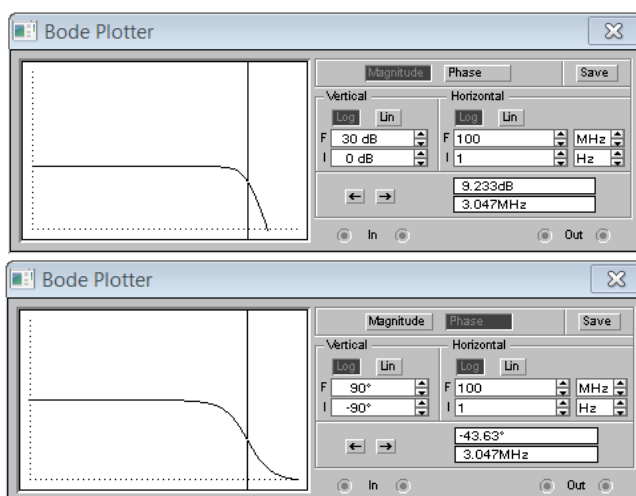 Bode Plotter
Magnitude Phase Save
Vertical Horizontal
Log Lin Log Lin
F 30 dB F 100 MHz
I 0 dB I 1 Hz
← → 9.233dB
3.047MHz
In Out
Bode Plotter
Magnitude Phase Save
Vertical Horizontal
Log Lin Log Lin
F 90° F 100 MHz
I -90° I 1 Hz
← → -43.63°
3.047MHz
In Out